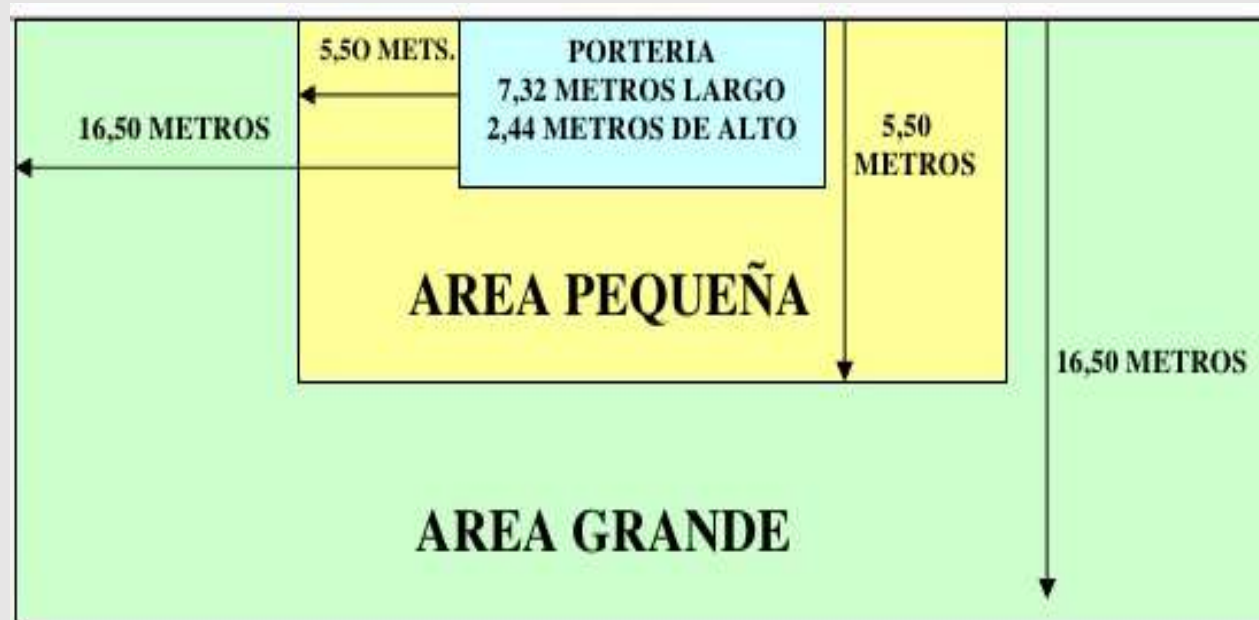 5,5O METS.
PORTERIA
7,32 METROS LARGO
2,44 METROS DE ALTO
16,50 METROS
5,50
METROS
AREA PEQUEÑA
16,50 METROS
AREA GRANDE